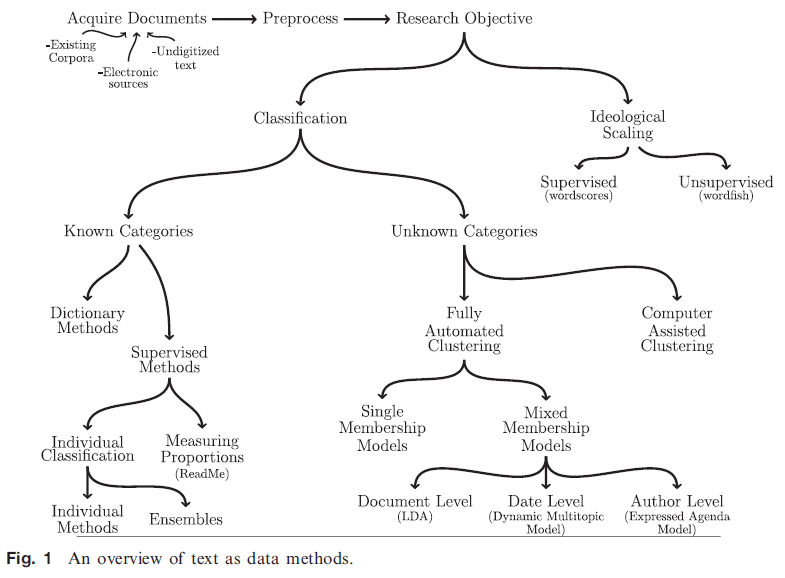 Acquire Documents
Preprocess
Research Objective
-Existing
Corpora
-Electronic
sources
-Undigitized
text
Classification
Ideological
Scaling
Supervised
(wordscores)
Unsupervised
(wordfish)
Known Categories
Unknown Categories
Dictionary
Methods
Supervised
Methods
Fully
Automated
Clustering
Computer
Assisted
Clustering
Individual
Classification
Measuring
Proportions
(ReadMe)
Single
Membership
Models
Mixed
Membership
Models
Individual
Methods
Ensembles
Document Level
(LDA)
Date Level
(Dynamic Multitopic
Model)
Author Level
(Expressed Agenda
Model)
Fig. 1 An overview of text as data methods.